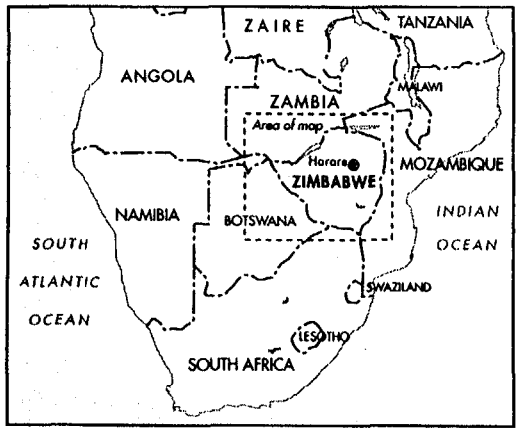 ZAIRE
TANZANIA
ANGOLA
MALAWI
ZAMBIA
Area of map
Harare
MOZAMBIQUE
ZIMBABWE
NAMIBIA
BOTSWANA
INDIAN
OCEAN
SOUTH
ATLANTIC
OCEAN
SWAZILAND
LESOTHO
SOUTH AFRICA